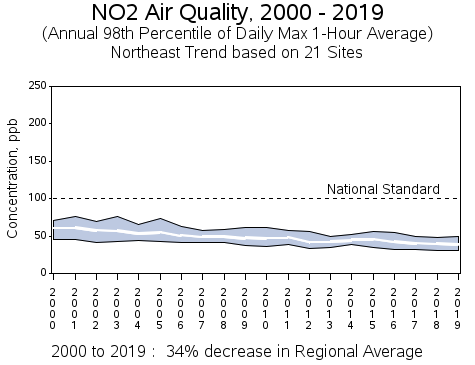 NO2 Air Quality, 2000 - 2019
(Annual 98th Percentile of Daily Max 1-Hour Average)
Northeast Trend based on 21 Sites
Concentration, ppb
250
200
150
100
50
0
National Standard
2000 2001 2002 2003 2004 2005 2006 2007 2008 2009 2010 2011 2012 2013 2014 2015 2016 2017 2018 2019
2000 to 2019 : 34% decrease in Regional Average